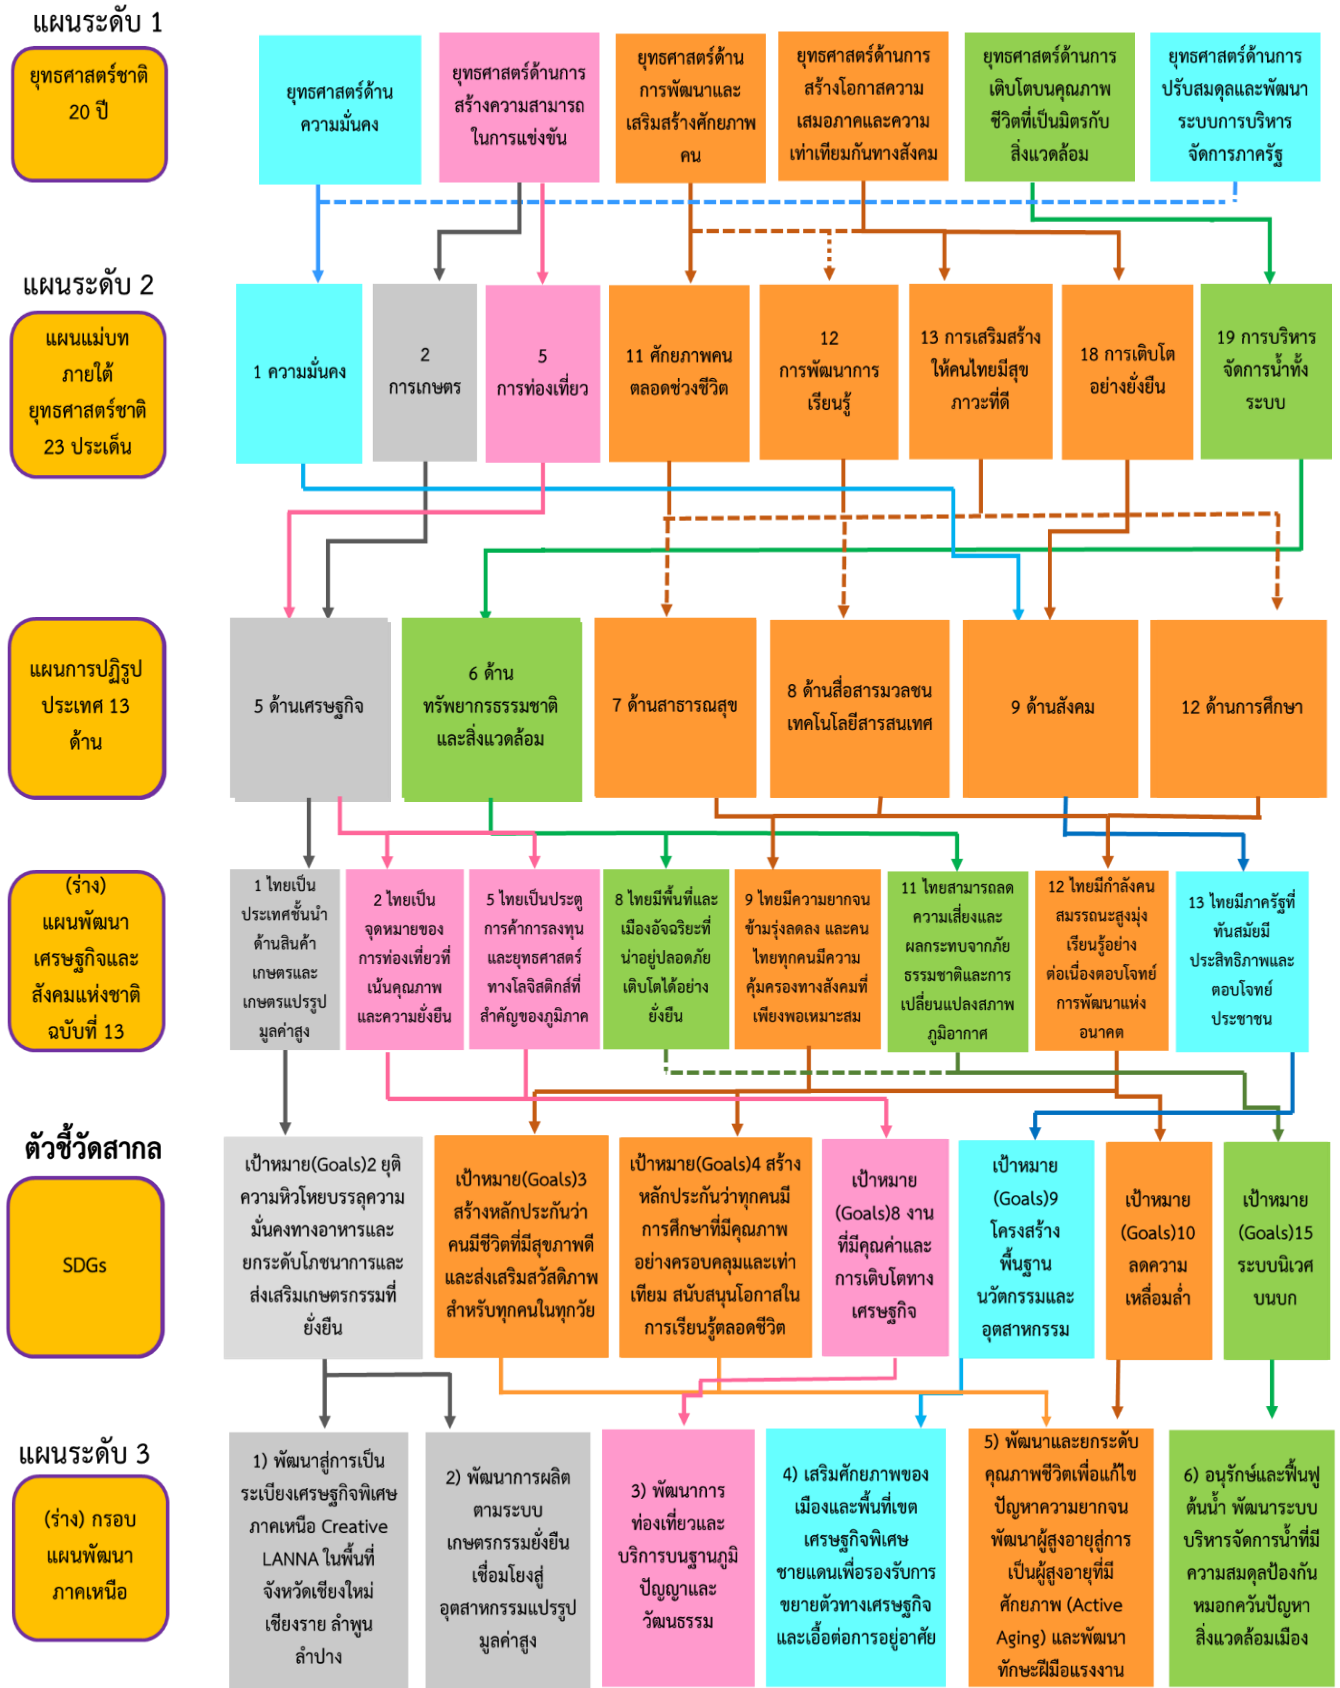 แผนระดับ 1
ยุทธศาสตร์ชาติ
20 ปี
ยุทธศาสตร์ด้าน
ความมั่นคง
ยุทธศาสตร์ด้านการ
สร้างความสามารถ
ในการแข่งขัน
ยุทธศาสตร์ด้าน
การพัฒนาและ
เสริมสร้างศักยภาพ
คน
ยุทธศาสตร์ด้านการ
สร้างโอกาสความ
เสมอภาคและความ
เท่าเทียมกันทางสังคม
ยุทธศาสตร์ด้านการ
เติบโตบนคุณภาพ
ชีวิตที่เป็นมิตรกับ
สิ่งแวดล้อม
ยุทธศาสตร์ด้านการ
ปรับสมดุลและพัฒนา
ระบบการบริหาร
จัดการภาครัฐ
แผนระดับ 2
แผนแม่บท
ภายใต้
ยุทธศาสตร์ชาติ
23 ประเด็น
1 ความมั่นคง
2
การเกษตร
5
การท่องเที่ยว
11 ศักยภาพคน
ตลอดช่วงชีวิต
12
การพัฒนาการ
เรียนรู้
13 การเสริมสร้าง
ให้คนไทยมีสุข
ภาวะที่ดี
18 การเติบโต
อย่างยั่งยืน
19 การบริหาร
จัดการน้ำทั้ง
ระบบ
แผนการปฏิรูป
ประเทศ 13
ด้าน
5 ด้านเศรษฐกิจ
6 ด้าน
ทรัพยากรธรรมชาติ
และสิ่งแวดล้อม
7 ด้านสาธารณสุข
8 ด้านสื่อสารมวลชน
เทคโนโลยีสารสนเทศ
9 ด้านสังคม
12 ด้านการศึกษา
(ร่าง)
แผนพัฒนา
เศรษฐกิจและ
สังคมแห่งชาติ
ฉบับที่ 13
1 ไทยเป็น
ประเทศชั้นนำ
ด้านสินค้า
เกษตรและ
เกษตรแปรรูป
มูลค่าสูง
2 ไทยเป็น
จุดหมายของ
การท่องเที่ยวที่
เน้นคุณภาพ
และความยั่งยืน
5 ไทยเป็นประตู
การค้าการลงทุน
และยุทธศาสตร์
ทางโลจิสติกส์ที่
สำคัญของภูมิภาค
8 ไทยมีพื้นที่และ
เมืองอัจฉริยะที่
น่าอยู่ปลอดภัย
เติบโตได้อย่าง
ยั่งยืน
9 ไทยมีความยากจน
ข้ามรุ่งลดลง และคน
ไทยทุกคนมีความ
คุ้มครองทางสังคมที่
เพียงพอเหมาะสม
11 ไทยสามารถลด
ความเสี่ยงและ
ผลกระทบจากภัย
ธรรมชาติและการ
เปลี่ยนแปลงสภาพ
ภูมิอากาศ
12 ไทยมีกำลังคน
สมรรถนะสูงมุ่ง
เรียนรู้อย่าง
ต่อเนื่องตอบโจทย์
การพัฒนาแห่ง
อนาคต
13 ไทยมีภาครัฐที่
ทันสมัยมี
ประสิทธิภาพและ
ตอบโจทย์
ประชาชน
ตัวชี้วัดสากล
SDGs
เป้าหมาย(Goals)2 ยุติ
ความหิวโหยบรรลุความ
มั่นคงทางอาหารและ
ยกระดับโภชนาการและ
ส่งเสริมเกษตรกรรมที่
ยั่งยืน
เป้าหมาย(Goals)3
สร้างหลักประกันว่า
คนมีชีวิตที่มีสุขภาพดี
และส่งเสริมสวัสดิภาพ
สำหรับทุกคนในทุกวัย
เป้าหมาย(Goals)4 สร้าง
หลักประกันว่าทุกคนมี
การศึกษาที่มีคุณภาพ
อย่างครอบคลุมและเท่า
เทียม สนับสนุนโอกาสใน
การเรียนรู้ตลอดชีวิต
เป้าหมาย
(Goals)8 งาน
ที่มีคุณค่าและ
การเติบโตทาง
เศรษฐกิจ
เป้าหมาย
(Goals)9
โครงสร้าง
พื้นฐาน
นวัตกรรมและ
อุตสาหกรรม
เป้าหมาย
(Goals)10
ลดความ
เหลื่อมล่ำ
เป้าหมาย
(Goals)15
ระบบนิเวศ
บนบก
แผนระดับ 3
(ร่าง) กรอบ
แผนพัฒนา
ภาคเหนือ
1) พัฒนาสู่การเป็น
ระเบียงเศรษฐกิจพิเศษ
ภาคเหนือ Creative
LANNA ในพื้นที่
จังหวัดเชียงใหม่
เชียงราย ลำพูน
ลำปาง
2) พัฒนาการผลิต
ตามระบบ
เกษตรกรรมยั่งยืน
เชื่อมโยงสู่
อุตสาหกรรมแปรรูป
มูลค่าสูง
3) พัฒนาการ
ท่องเที่ยวและ
บริการบนฐานภูมิ
ปัญญาและ
วัฒนธรรม
4) เสริมศักยภาพของ
เมืองและพื้นที่เขต
เศรษฐกิจพิเศษ
ชายแดนเพื่อรองรับการ
ขยายตัวทางเศรษฐกิจ
และเอื้อต่อการอยู่อาศัย
5) พัฒนาและยกระดับ
คุณภาพชีวิตเพื่อแก้ไข
ปัญหาความยากจน
พัฒนาผู้สูงอายุสู่การ
เป็นผู้สูงอายุที่มี
ศักยภาพ (Active
Aging) และพัฒนา
ทักษะฝีมือแรงงาน
6) อนุรักษ์และฟื้นฟู
ต้นน้ำ พัฒนาระบบ
บริหารจัดการน้ำที่มี
ความสมดุลป้องกัน
หมอกควันปัญหา
สิ่งแวดล้อมเมือง